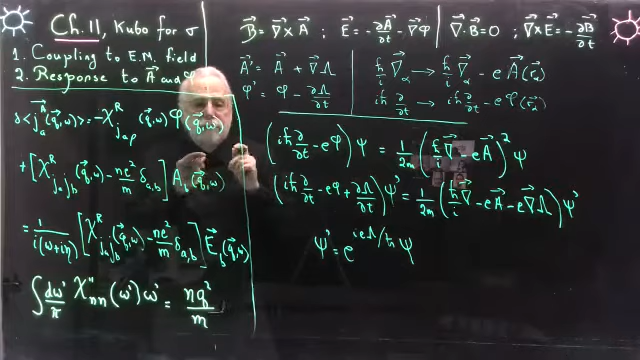 Ch. 11, Kubo for σ
1. Coupling to E.M. field
2. Response to A⃗ and φ
δ<j⃗_a^A⃗(q⃗,ω)> = -χ^R_{j_a ρ}(q⃗,ω) φ(q⃗,ω)
+ [χ^R_{j_a j_b}(q⃗,ω) - ne²/m δ_{a,b}] A_b(q⃗,ω)
= 1/(i(ω+iη)) [χ^R_{j_a j_b}(q⃗,ω) - ne²/m δ_{a,b}] E_b(q⃗,ω)
∫ dω'/π χ''_{nn}(ω') ω' = nq²/m
B⃗ = ∇⃗ × A⃗ ; E⃗ = -∂A⃗/∂t - ∇⃗φ | ∇⃗·B⃗ = 0 ; ∇⃗×E⃗ = -∂B⃗/∂t
A⃗' = A⃗ + ∇⃗Λ
φ' = φ - ∂Λ/∂t
ħ/i ∇⃗_α → ħ/i ∇⃗_α - eA⃗(r⃗_α)
iħ ∂/∂t → iħ ∂/∂t - eφ(r⃗_α)
(iħ ∂/∂t - eφ) ψ = 1/2m (ħ/i ∇⃗ - eA⃗)² ψ
(iħ ∂/∂t - eφ + ∂Λ/∂t) ψ' = 1/2m (ħ/i ∇⃗ - eA⃗ - e∇⃗Λ) ψ'
ψ' = e^{ieΛ/ħ} ψ